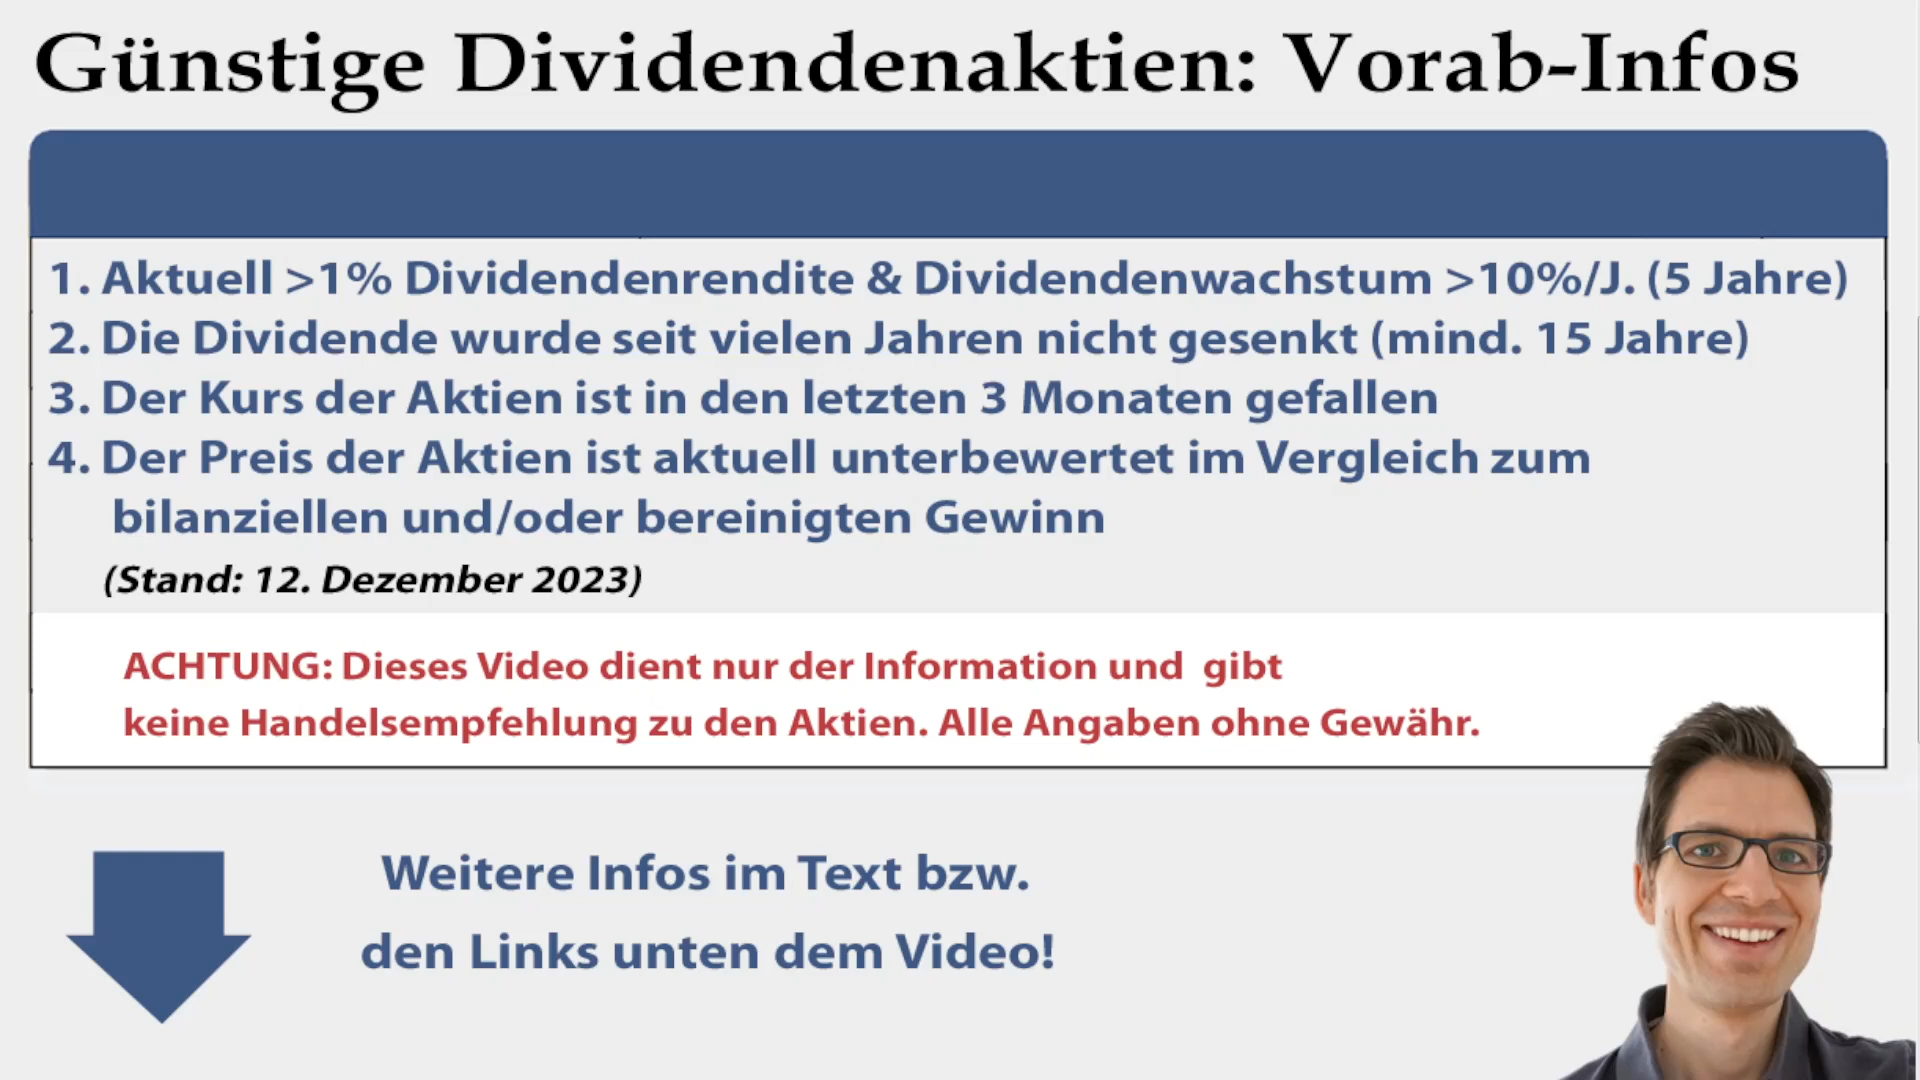 Günstige Dividendenaktien: Vorab-Infos
1. Aktuell >1% Dividendenrendite & Dividendenwachstum >10%/J. (5 Jahre)
2. Die Dividende wurde seit vielen Jahren nicht gesenkt (mind. 15 Jahre)
3. Der Kurs der Aktien ist in den letzten 3 Monaten gefallen
4. Der Preis der Aktien ist aktuell unterbewertet im Vergleich zum
bilanziellen und/oder bereinigten Gewinn
(Stand: 12. Dezember 2023)
ACHTUNG: Dieses Video dient nur der Information und gibt
keine Handelsempfehlung zu den Aktien. Alle Angaben ohne Gewähr.
Weitere Infos im Text bzw.
den Links unten dem Video!